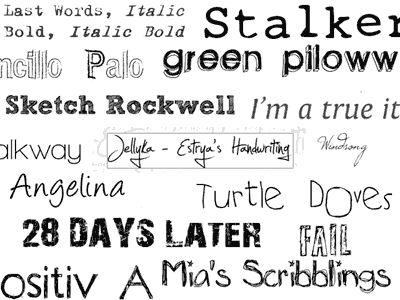 Last Words, Italic
Bold, Italic Bold
Stalker
ncillo Palo
green piloww
Sketch Rockwell
I'm a true it
alkway
Jellyka - Estrya's Handwriting
Windsong
Angelina
Turtle Doves
28 DAYS LATER
FAIL
ositiv A
Mia's Scribblings